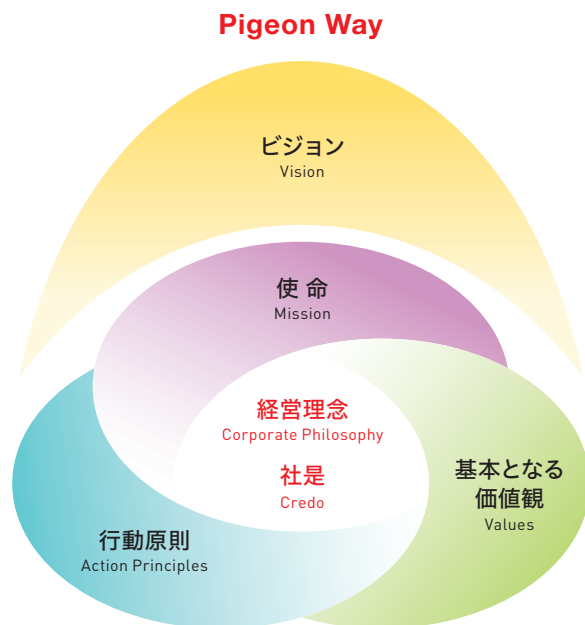 Pigeon Way
ビジョン
Vision
使命
Mission
経営理念
Corporate Philosophy
社是
Credo
基本となる
価値観
Values
行動原則
Action Principles